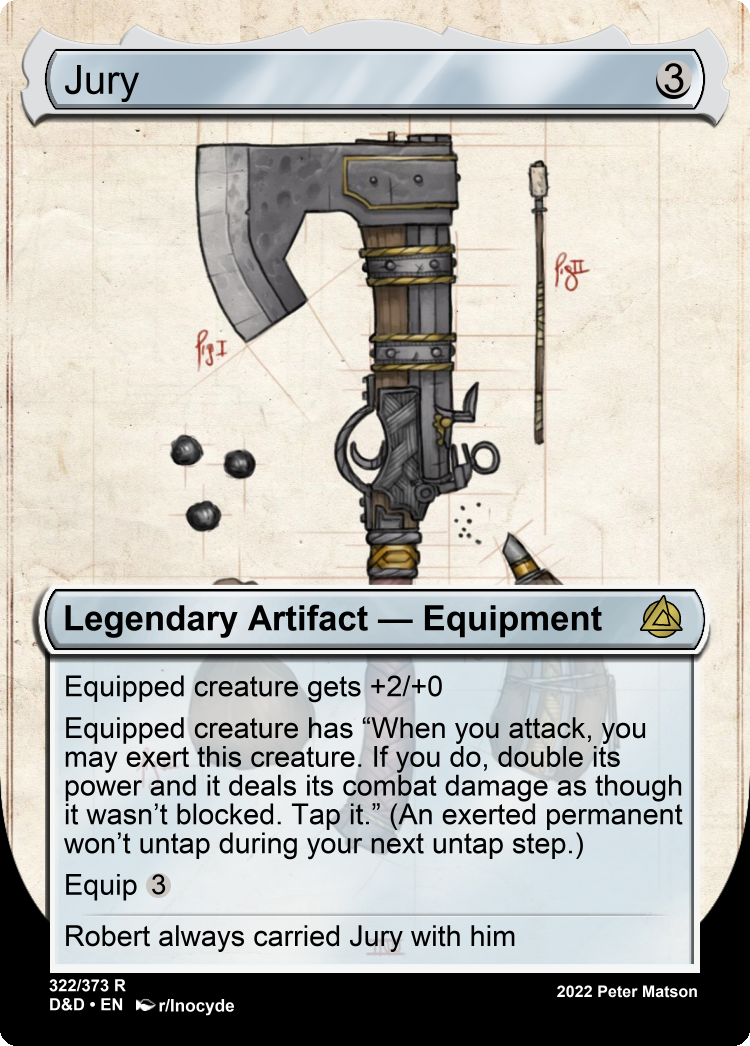 Jury 3
Fig I
Fig II
Legendary Artifact — Equipment
Equipped creature gets +2/+0
Equipped creature has “When you attack, you
may exert this creature. If you do, double its
power and it deals its combat damage as though
it wasn’t blocked. Tap it.” (An exerted permanent
won’t untap during your next untap step.)
Equip 3
Robert always carried Jury with him
322/373 R
D&D • EN r/Inocyde
2022 Peter Matson